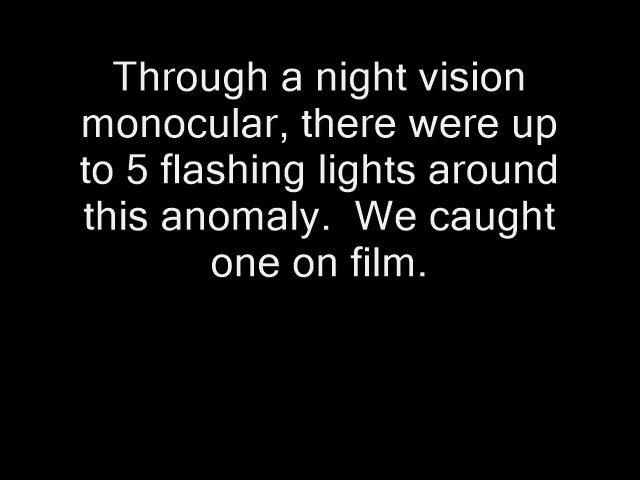 Through a night vision
monocular, there were up
to 5 flashing lights around
this anomaly.  We caught
one on film.